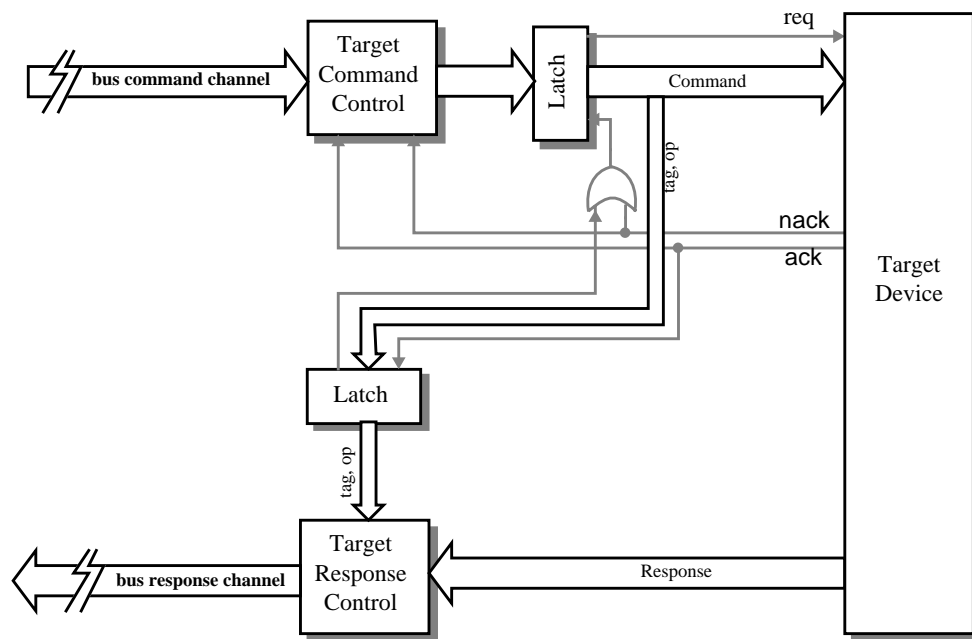 req
Target
Command
Control
Latch
bus command channel
Command
tag, op
nack
ack
Target
Device
Latch
tag, op
Target
Response
Control
Response
bus response channel